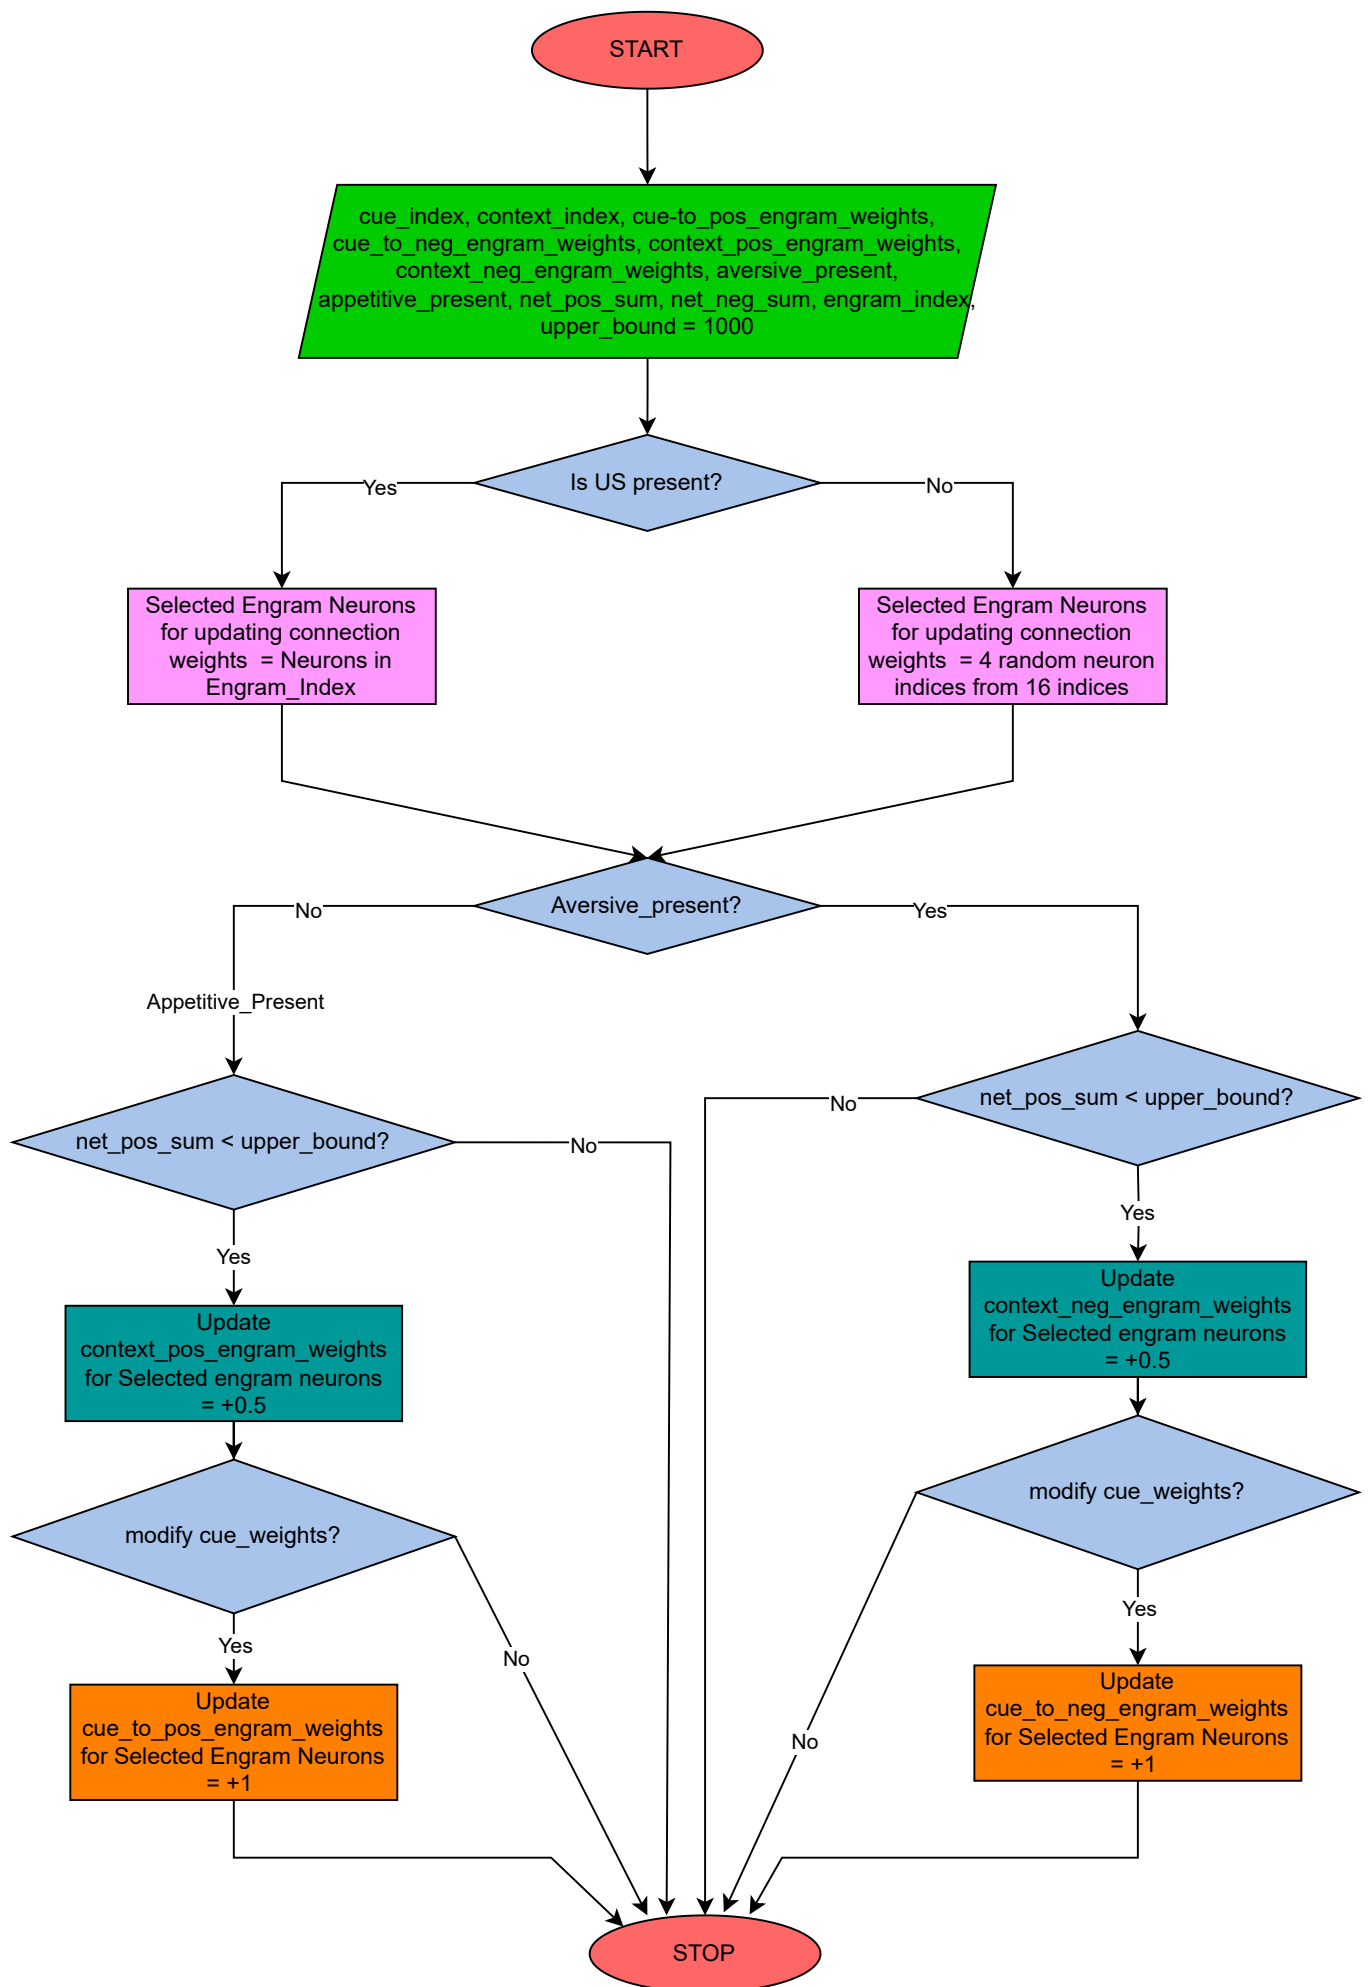 START
cue_index, context_index, cue-to_pos_engram_weights,
cue_to_neg_engram_weights, context_pos_engram_weights,
context_neg_engram_weights, aversive_present,
appetitive_present, net_pos_sum, net_neg_sum, engram_index,
upper_bound = 1000
Is US present?
Yes
No
Selected Engram Neurons
for updating connection
weights  = Neurons in
Engram_Index
Selected Engram Neurons
for updating connection
weights  = 4 random neuron
indices from 16 indices
Aversive_present?
No
Yes
Appetitive_Present
net_pos_sum < upper_bound?
No
Yes
net_pos_sum < upper_bound?
No
Yes
Update
context_pos_engram_weights
for Selected engram neurons
= +0.5
Update
context_neg_engram_weights
for Selected engram neurons
= +0.5
modify cue_weights?
No
Yes
modify cue_weights?
No
Yes
Update
cue_to_pos_engram_weights
for Selected Engram Neurons
= +1
Update
cue_to_neg_engram_weights
for Selected Engram Neurons
= +1
STOP